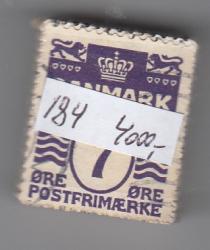 DANMARK
184 4000,-
7
ØRE ØRE
POSTFRIMÆRKE